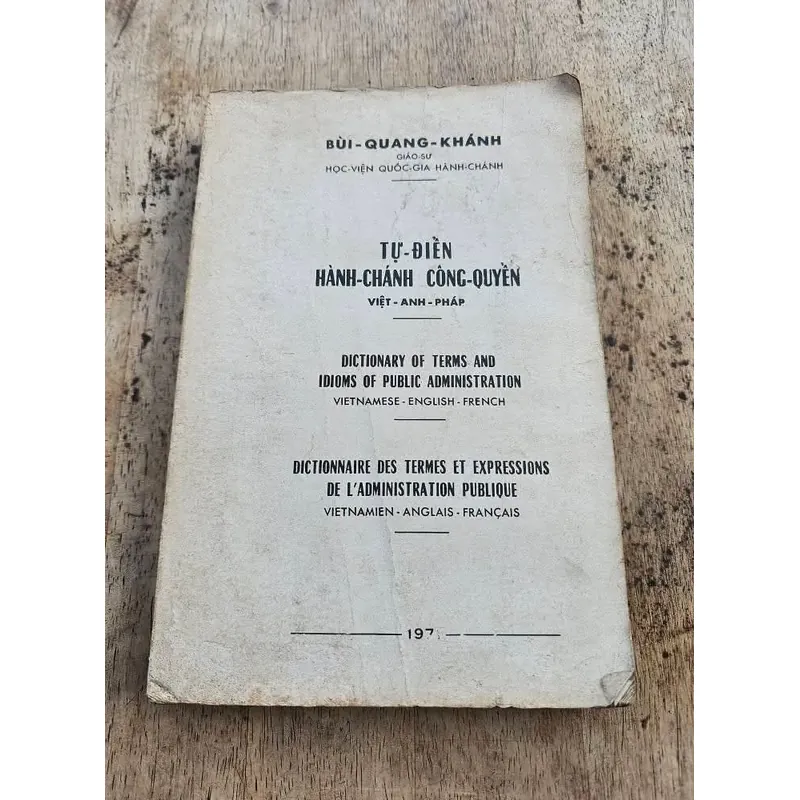 BÙI-QUANG-KHÁNH
GIÁO-SƯ
HỌC-VIỆN QUỐC-GIA HÀNH-CHÁNH
TỰ-ĐIỂN
HÀNH-CHÁNH CÔNG-QUYỀN
VIỆT-ANH-PHÁP
DICTIONARY OF TERMS AND
IDIOMS OF PUBLIC ADMINISTRATION
VIETNAMESE-ENGLISH-FRENCH
DICTIONNAIRE DES TERMES ET EXPRESSIONS
DE L'ADMINISTRATION PUBLIQUE
VIETNAMIEN-ANGLAIS-FRANÇAIS